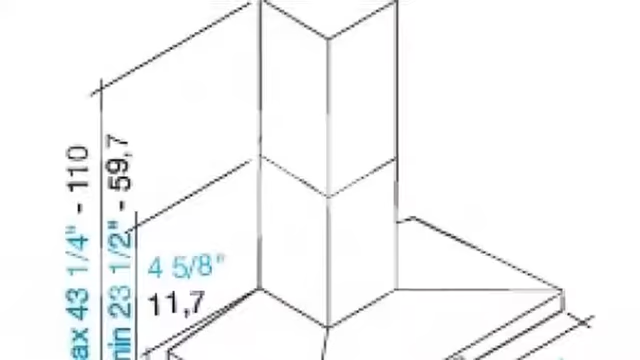 ax 43 1/4" - 110
min 23 1/2" - 59,7
4 5/8"
11,7